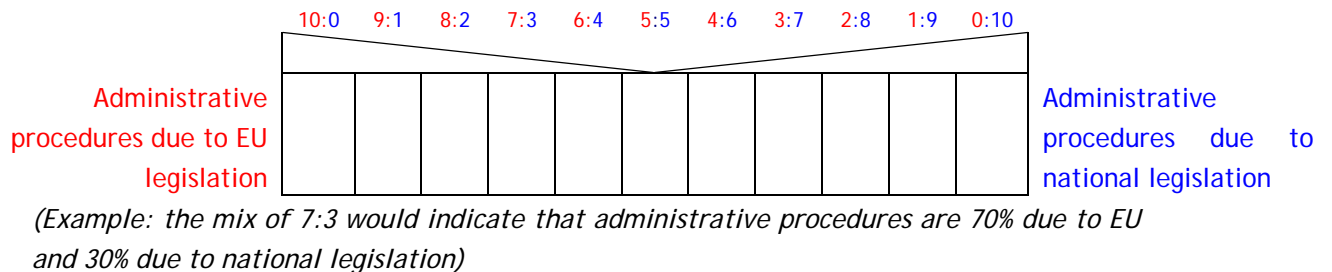 10:0 9:1 8:2 7:3 6:4 5:5 4:6 3:7 2:8 1:9 0:10
Administrative
procedures due to EU
legislation
Administrative
procedures due to
national legislation
(Example: the mix of 7:3 would indicate that administrative procedures are 70% due to EU
and 30% due to national legislation)